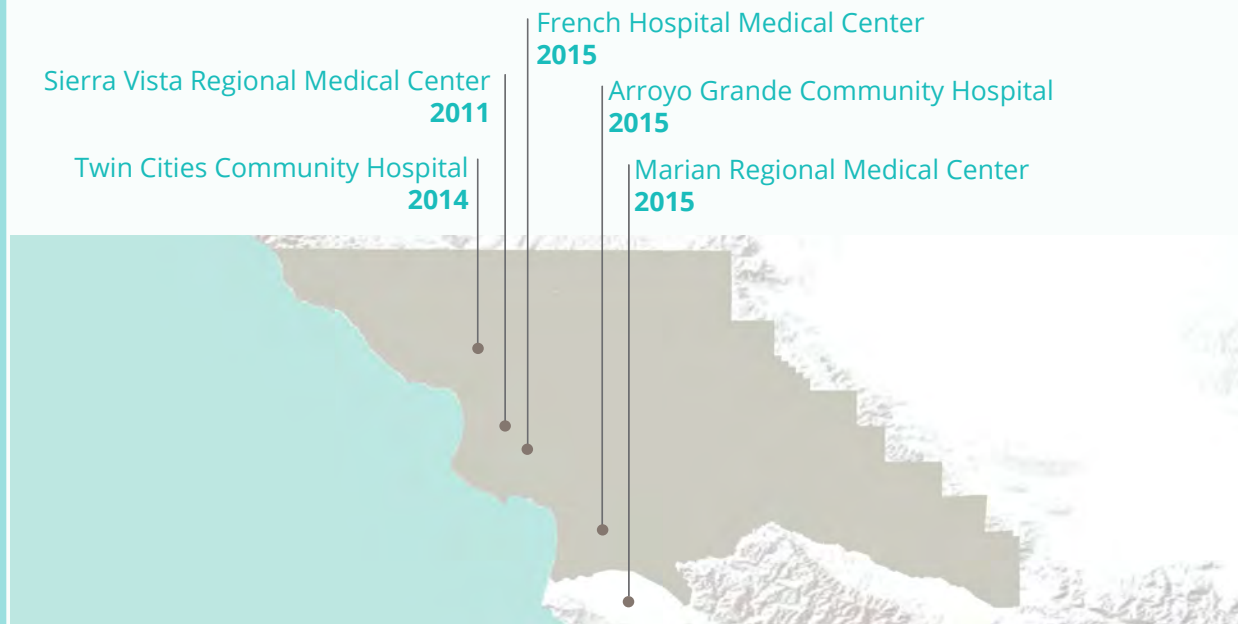 French Hospital Medical Center
2015
Sierra Vista Regional Medical Center
2011
Arroyo Grande Community Hospital
2015
Twin Cities Community Hospital
2014
Marian Regional Medical Center
2015